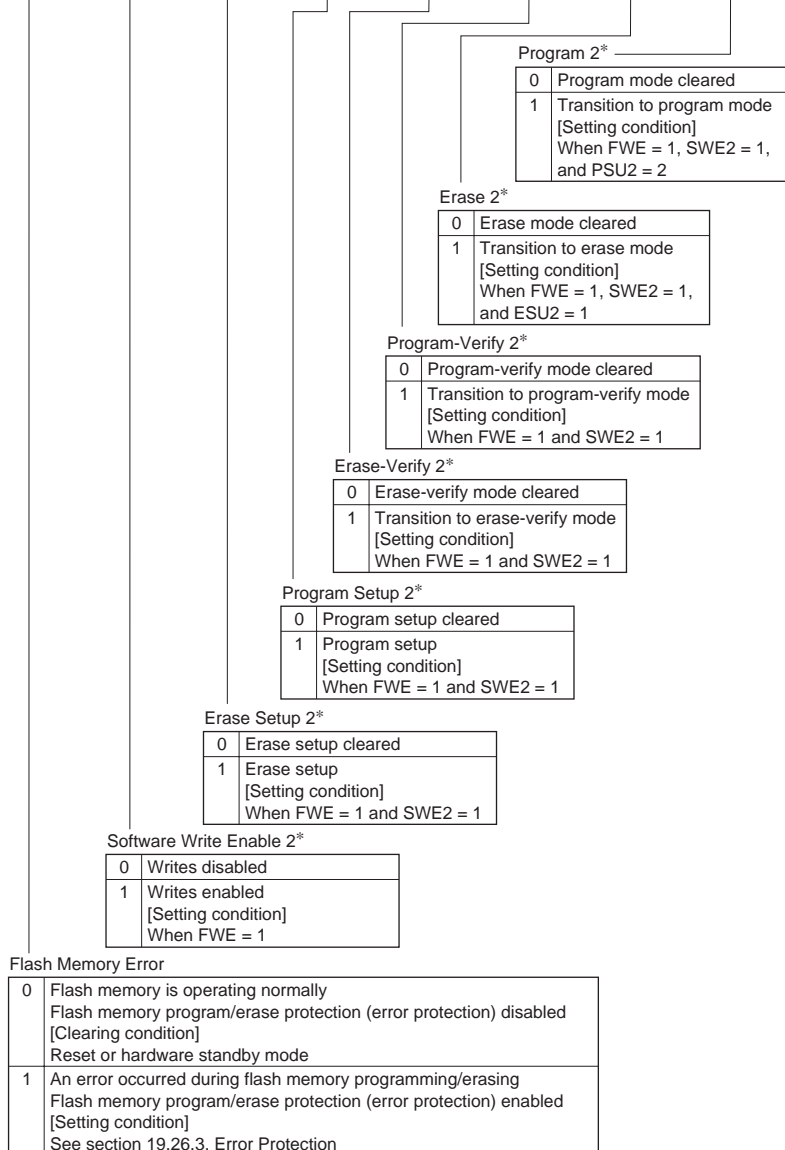 Program 2*
0 Program mode cleared
1 Transition to program mode
[Setting condition]
When FWE = 1, SWE2 = 1,
and PSU2 = 2
Erase 2*
0 Erase mode cleared
1 Transition to erase mode
[Setting condition]
When FWE = 1, SWE2 = 1,
and ESU2 = 1
Program-Verify 2*
0 Program-verify mode cleared
1 Transition to program-verify mode
[Setting condition]
When FWE = 1 and SWE2 = 1
Erase-Verify 2*
0 Erase-verify mode cleared
1 Transition to erase-verify mode
[Setting condition]
When FWE = 1 and SWE2 = 1
Program Setup 2*
0 Program setup cleared
1 Program setup
[Setting condition]
When FWE = 1 and SWE2 = 1
Erase Setup 2*
0 Erase setup cleared
1 Erase setup
[Setting condition]
When FWE = 1 and SWE2 = 1
Software Write Enable 2*
0 Writes disabled
1 Writes enabled
[Setting condition]
When FWE = 1
Flash Memory Error
0 Flash memory is operating normally
Flash memory program/erase protection (error protection) disabled
[Clearing condition]
Reset or hardware standby mode
1 An error occurred during flash memory programming/erasing
Flash memory program/erase protection (error protection) enabled
[Setting condition]
See section 19.26.3, Error Protection